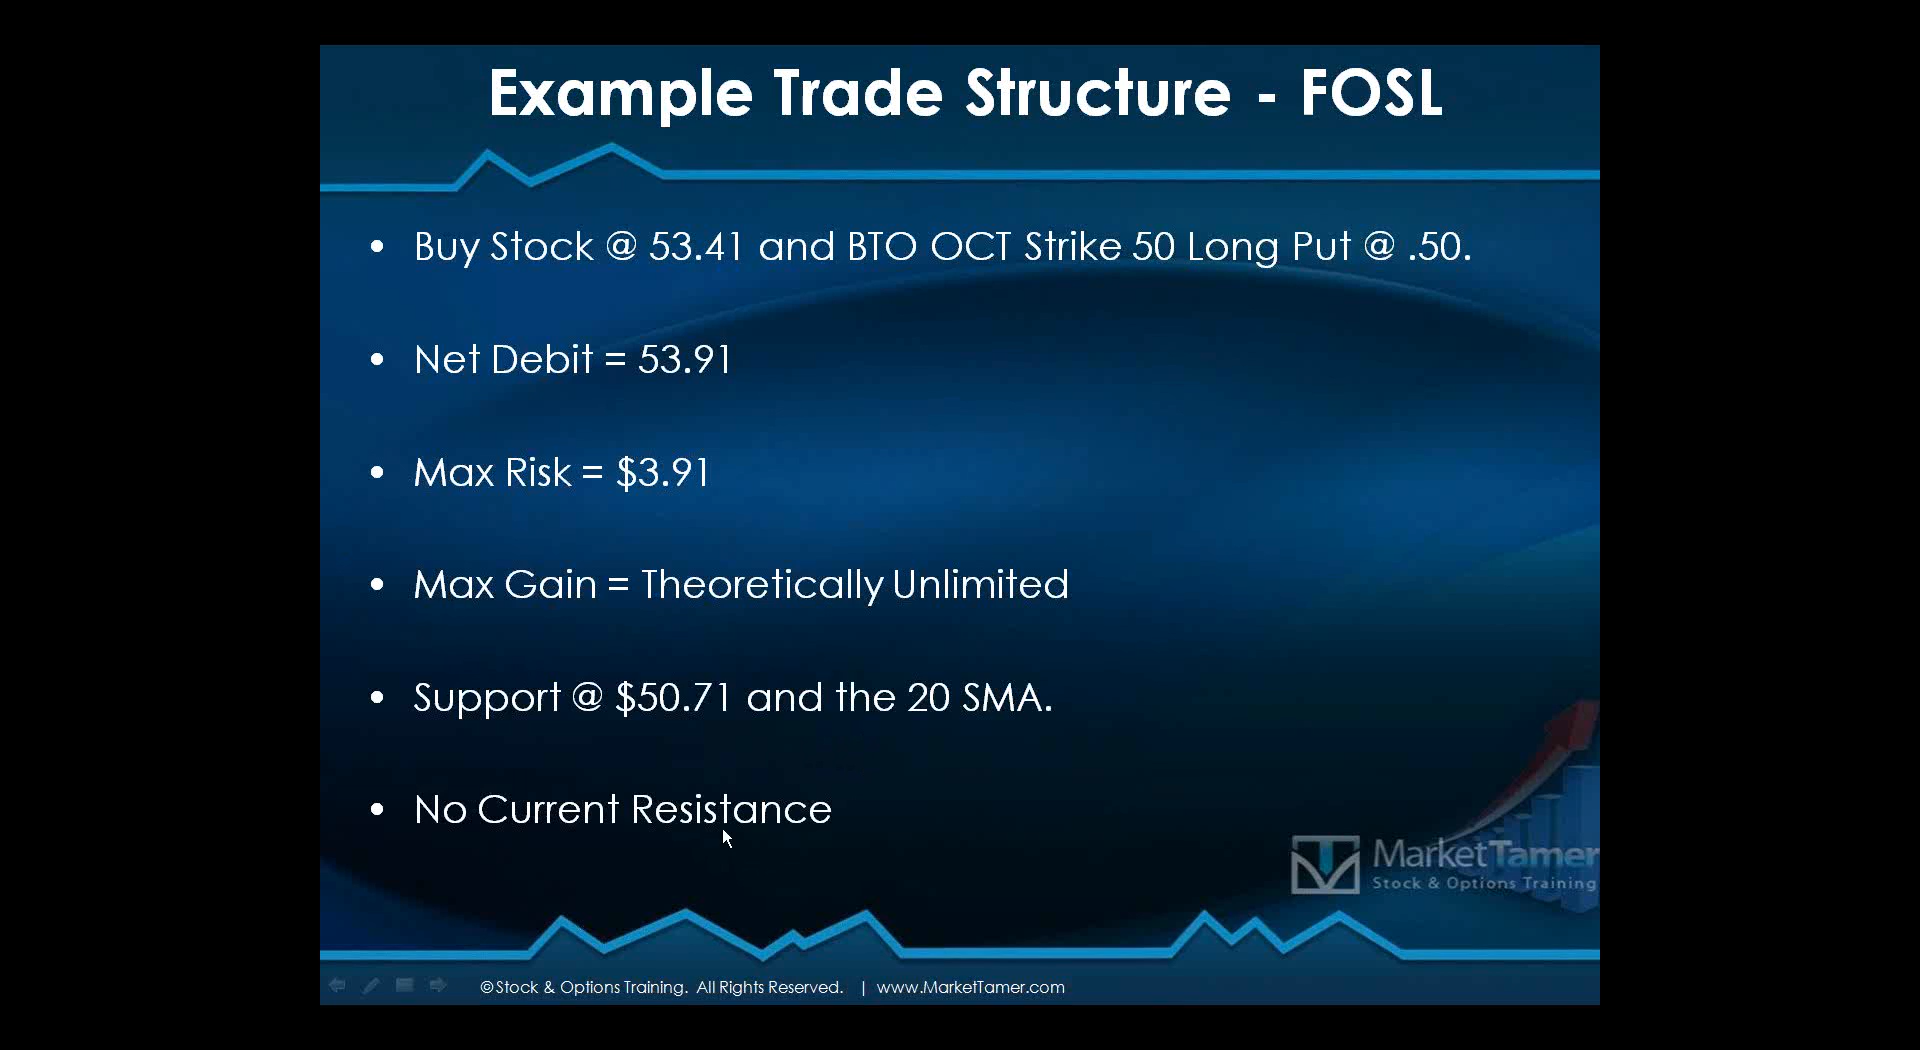 Example Trade Structure - FOSL
• Buy Stock @ 53.41 and BTO OCT Strike 50 Long Put @ .50.
• Net Debit = 53.91
• Max Risk = $3.91
• Max Gain = Theoretically Unlimited
• Support @ $50.71 and the 20 SMA.
• No Current Resistance
MarketTamer
Stock & Options Training
©Stock & Options Training. All Rights Reserved. | www.MarketTamer.com